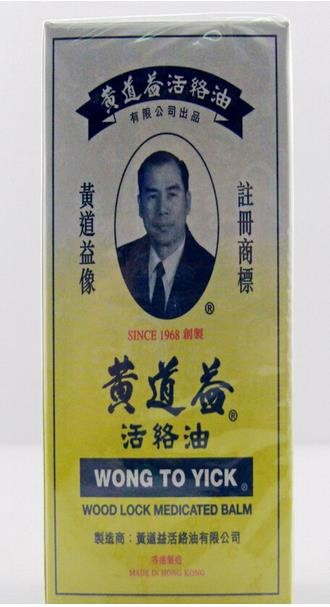 黃道益活絡油
有限公司出品
黃道益像
註冊商標
®
SINCE 1968 創製
黃道益®
活絡油
WONG TO YICK®
WOOD LOCK MEDICATED BALM
製造商：黃道益活絡油有限公司
香港製造
MADE IN HONG KONG